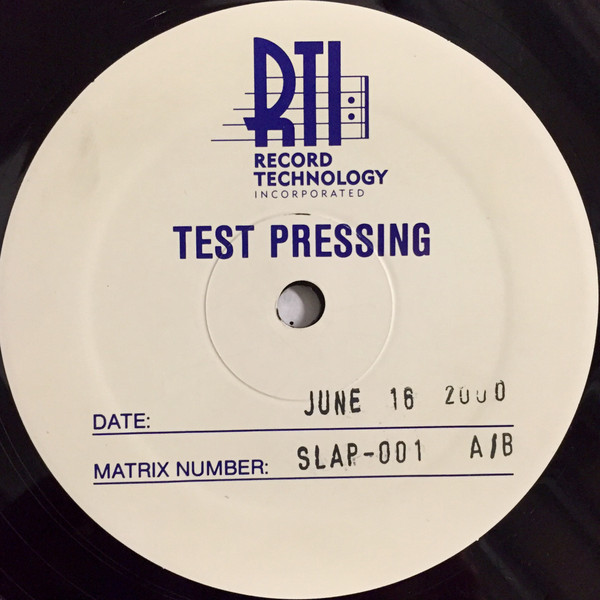 RTI
RECORD
TECHNOLOGY
INCORPORATED
TEST PRESSING
DATE: JUNE 16 2000
MATRIX NUMBER: SLAP-001 A/B